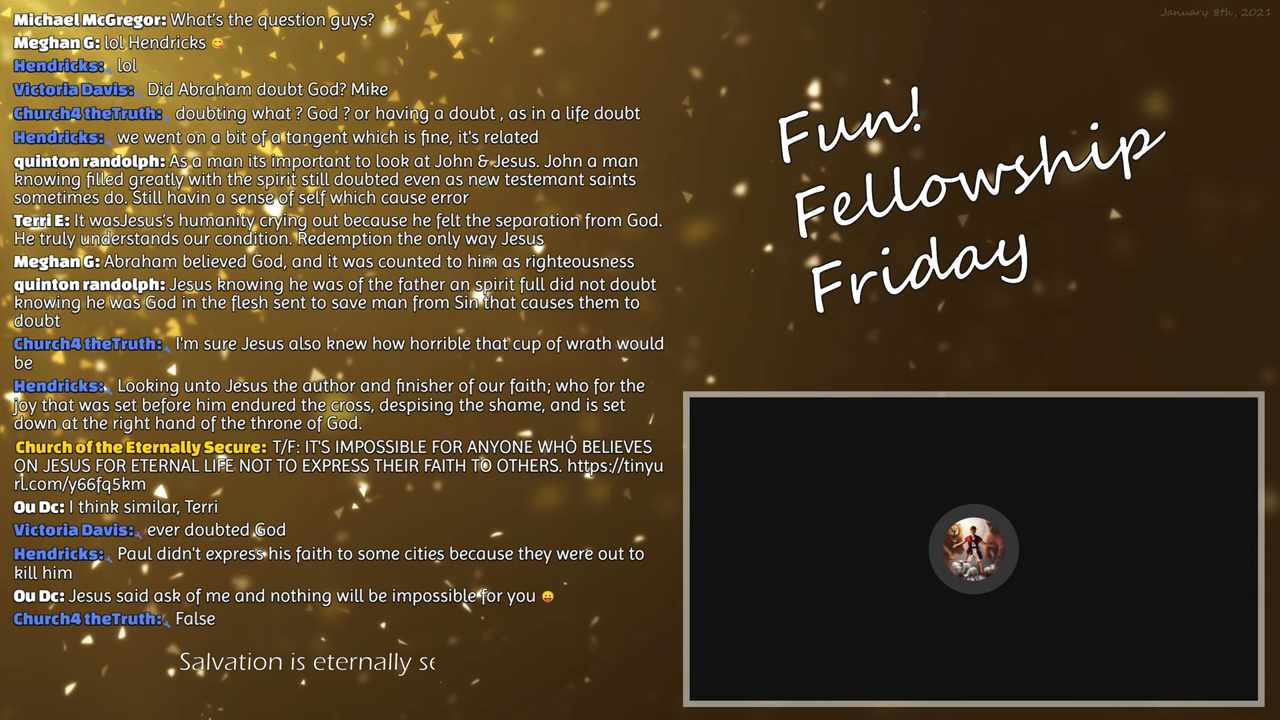 Michael McGregor: What's the question guys?
Meghan G: lol Hendricks 😋
Hendricks: lol
Victoria Davis: Did Abraham doubt God? Mike
Church4 theTruth: doubting what ? God ? or having a doubt , as in a life doubt
Hendricks: we went on a bit of a tangent which is fine, it's related
quinton randolph: As a man its important to look at John & Jesus. John a man
knowing filled greatly with the spirit still doubted even as new testemant saints
sometimes do. Still havin a sense of self which cause error
Terri E: It wasJesus's humanity crying out because he felt the separation from God.
He truly understands our condition. Redemption the only way Jesus
Meghan G: Abraham believed God, and it was counted to him as righteousness
quinton randolph: Jesus knowing he was of the father an spirit full did not doubt
knowing he was God in the flesh sent to save man from Sin that causes them to
doubt
Church4 theTruth: I'm sure Jesus also knew how horrible that cup of wrath would
be
Hendricks: Looking unto Jesus the author and finisher of our faith; who for the
joy that was set before him endured the cross, despising the shame, and is set
down at the right hand of the throne of God.
Church of the Eternally Secure: T/F: IT'S IMPOSSIBLE FOR ANYONE WHO BELIEVES
ON JESUS FOR ETERNAL LIFE NOT TO EXPRESS THEIR FAITH TO OTHERS. https://tinyu
rl.com/y66fq5km
Ou Dc: I think similar, Terri
Victoria Davis: ever doubted God
Hendricks: Paul didn't express his faith to some cities because they were out to
kill him
Ou Dc: Jesus said ask of me and nothing will be impossible for you 😛
Church4 theTruth: False
Salvation is eternally se
January 8th, 2021
Fun!
Fellowship
Friday